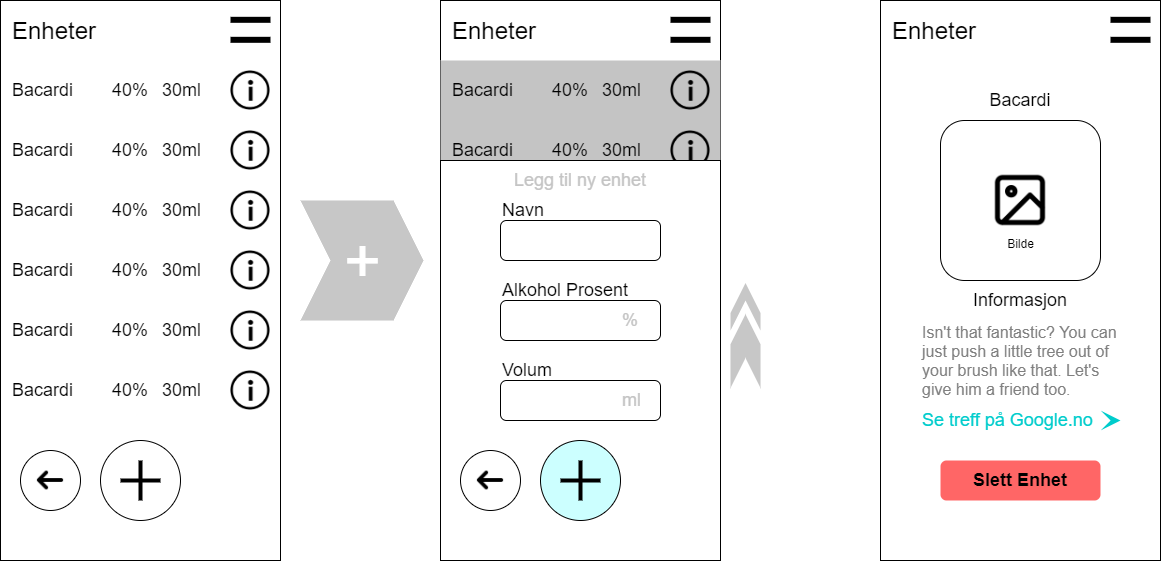 Enheter
Bacardi 40% 30ml
Bacardi 40% 30ml
Bacardi 40% 30ml
Bacardi 40% 30ml
Bacardi 40% 30ml
Bacardi 40% 30ml
Enheter
Bacardi 40% 30ml
Bacardi 40% 30ml
Legg til ny enhet
Navn
Alkohol Prosent
%
Volum
ml
Enheter
Bacardi
Bilde
Informasjon
Isn't that fantastic? You can
just push a little tree out of
your brush like that. Let's
give him a friend too.
Se treff på Google.no
Slett Enhet